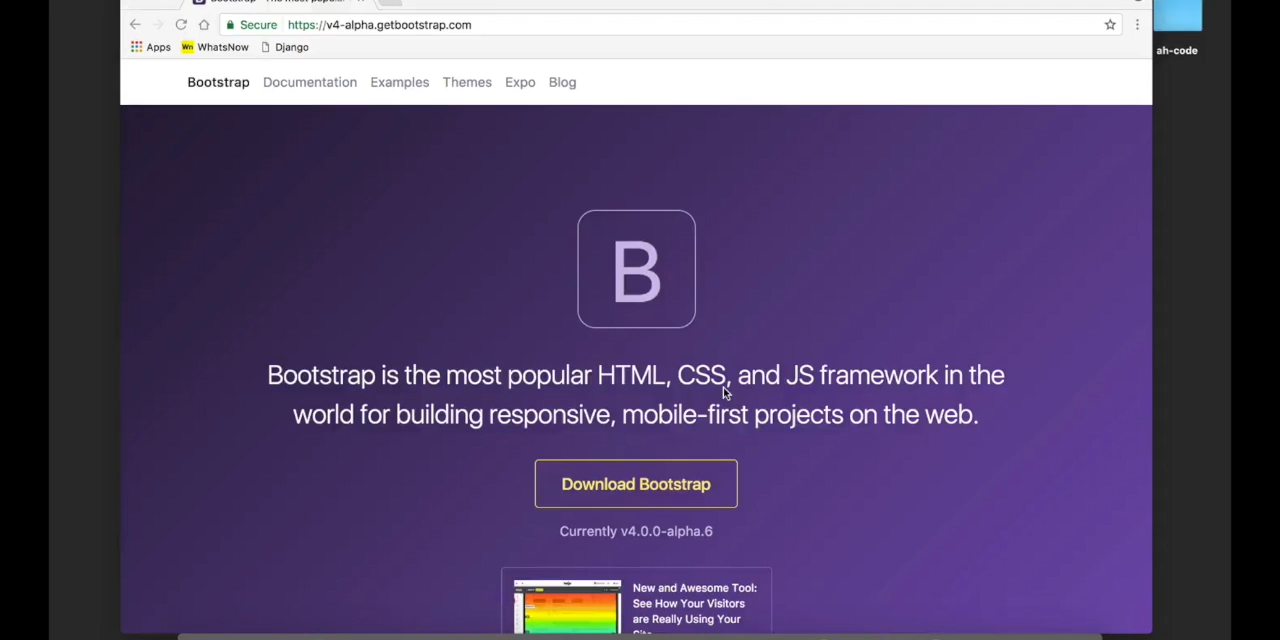 Secure https://v4-alpha.getbootstrap.com
Apps Wn WhatsNow Django
ah-code
Bootstrap Documentation Examples Themes Expo Blog
B
Bootstrap is the most popular HTML, CSS, and JS framework in the
world for building responsive, mobile-first projects on the web.
Download Bootstrap
Currently v4.0.0-alpha.6
New and Awesome Tool:
See How Your Visitors
are Really Using Your